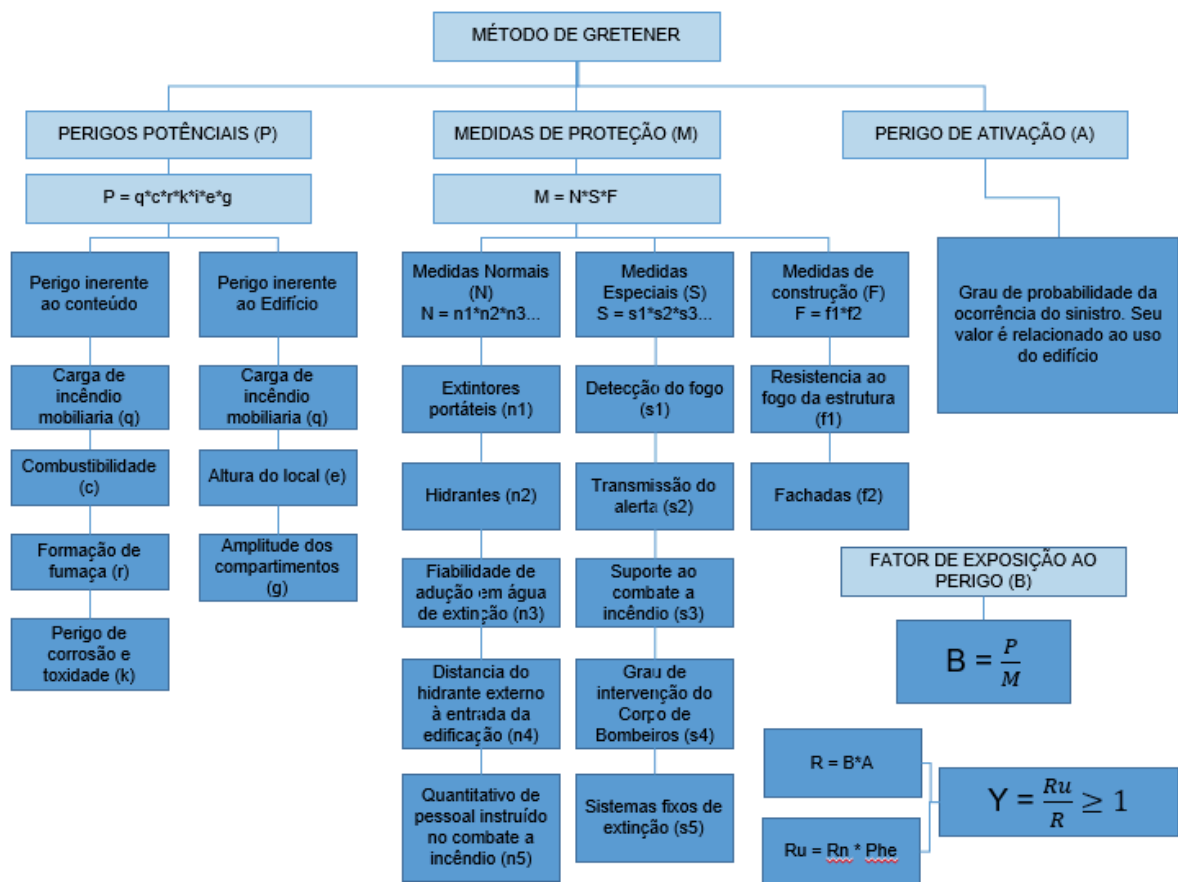 MÉTODO DE GRETENER
PERIGOS POTÊNCIAIS (P)
MEDIDAS DE PROTEÇÃO (M)
PERIGO DE ATIVAÇÃO (A)
P = q*c*r*k*i*e*g
M = N*S*F
Perigo inerente
ao conteúdo
Carga de
incêndio
mobiliaria (q)
Combustibilidade
(c)
Formação de
fumaça (r)
Perigo de
corrosão e
toxidade (k)
Perigo inerente
ao Edifício
Carga de
incêndio
mobiliaria (q)
Altura do local (e)
Amplitude dos
compartimentos
(g)
Medidas Normais
(N)
N = n1*n2*n3...
Extintores
portáteis (n1)
Hidrantes (n2)
Fiabilidade de
adução em água
de extinção (n3)
Distancia do
hidrante externo
à entrada da
edificação (n4)
Quantitativo de
pessoal instruído
no combate a
incêndio (n5)
Medidas
Especiais (S)
S = s1*s2*s3...
Detecção do fogo
(s1)
Transmissão do
alerta (s2)
Suporte ao
combate a
incêndio (s3)
Grau de
intervenção do
Corpo de
Bombeiros (s4)
Sistemas fixos de
extinção (s5)
Medidas de
construção (F)
F = f1*f2
Resistencia ao
fogo da estrutura
(f1)
Fachadas (f2)
Grau de probabilidade da
ocorrência do sinistro. Seu
valor é relacionado ao uso
do edifício
FATOR DE EXPOSIÇÃO AO
PERIGO (B)
B = P/M
R = B*A
Ru = Rn * Phe
Y = Ru/R ≥ 1